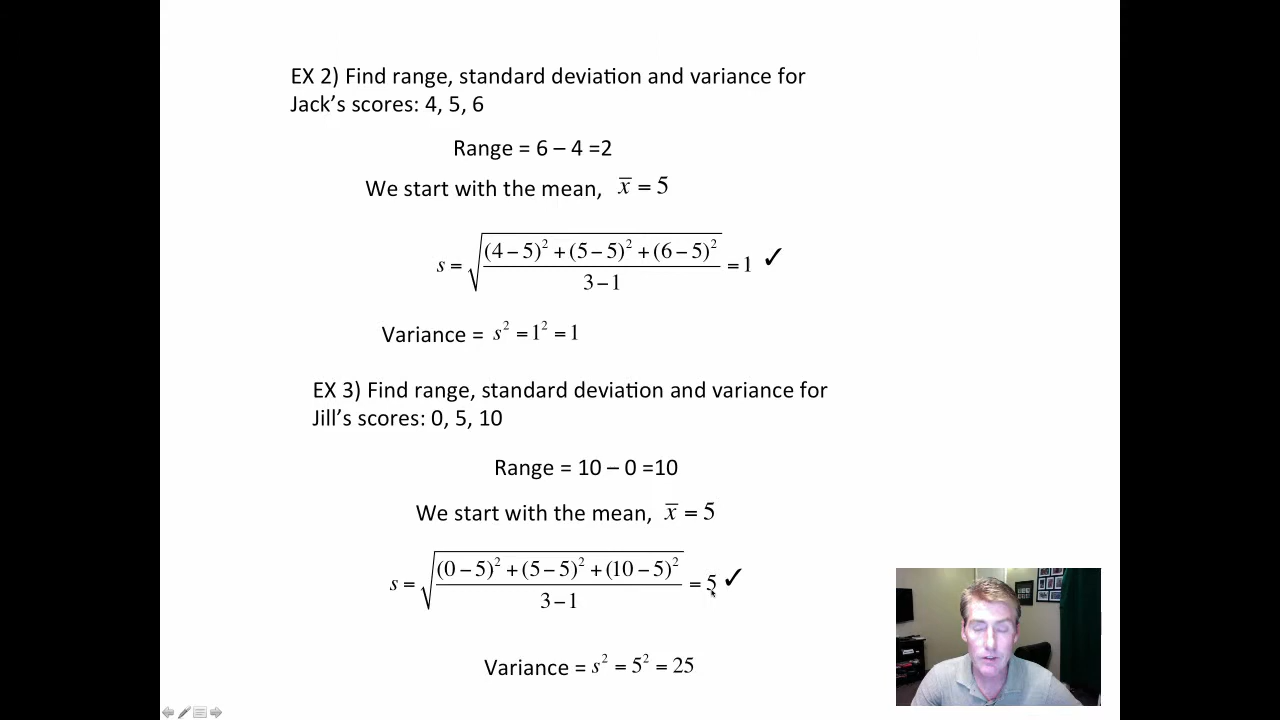 EX 2) Find range, standard deviation and variance for
Jack’s scores: 4, 5, 6
Range = 6 – 4 =2
We start with the mean, x̅ = 5
s = √(((4 – 5)² + (5 – 5)² + (6 – 5)²)/(3 – 1)) = 1 ✓
Variance = s² = 1² = 1
EX 3) Find range, standard deviation and variance for
Jill’s scores: 0, 5, 10
Range = 10 – 0 =10
We start with the mean, x̅ = 5
s = √(((0 – 5)² + (5 – 5)² + (10 – 5)²)/(3 – 1)) = 5 ✓
Variance = s² = 5² = 25